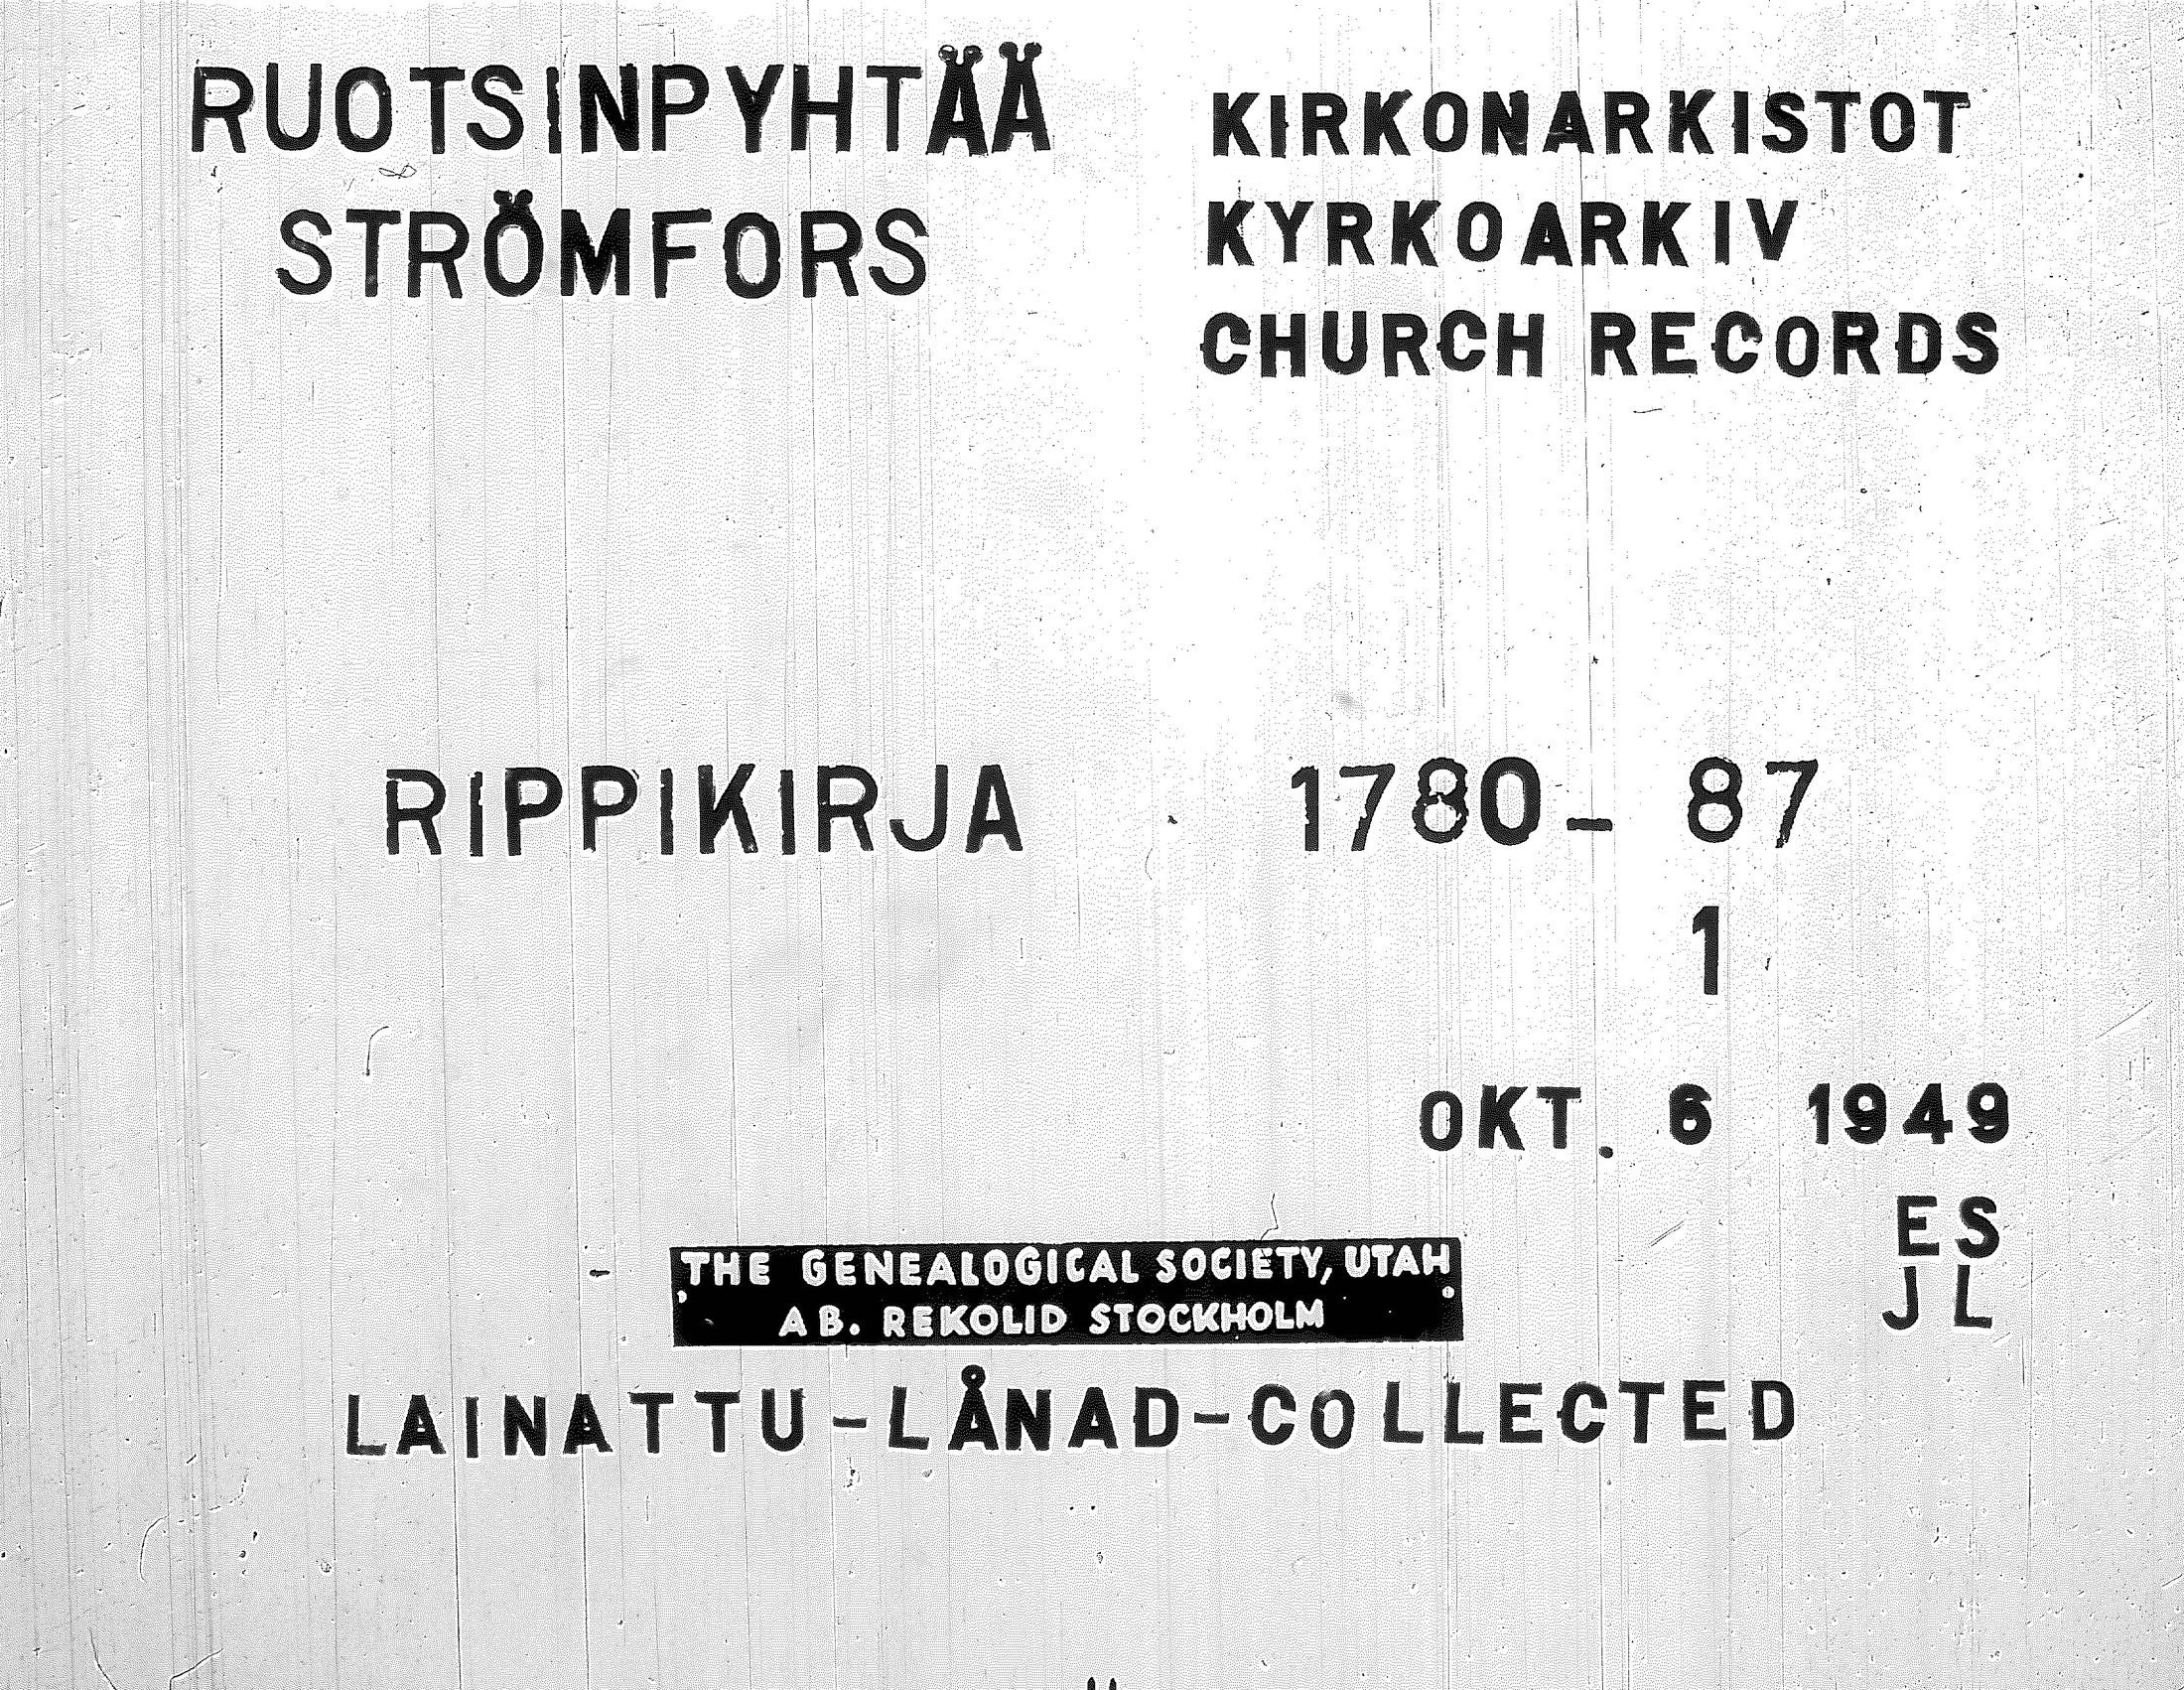 RUOTSINPYHTÄÄ
STRÖMFORS
KIRKONARKISTOT
KYRKOARKIV
CHURCH RECORDS
RIPPIKIRJA 1780-87
1
OKT. 6 1949
ES
JL
THE GENEALOGICAL SOCIETY, UTAH
AB. REKOLID STOCKHOLM
LAINATTU-LÅNAD-COLLECTED